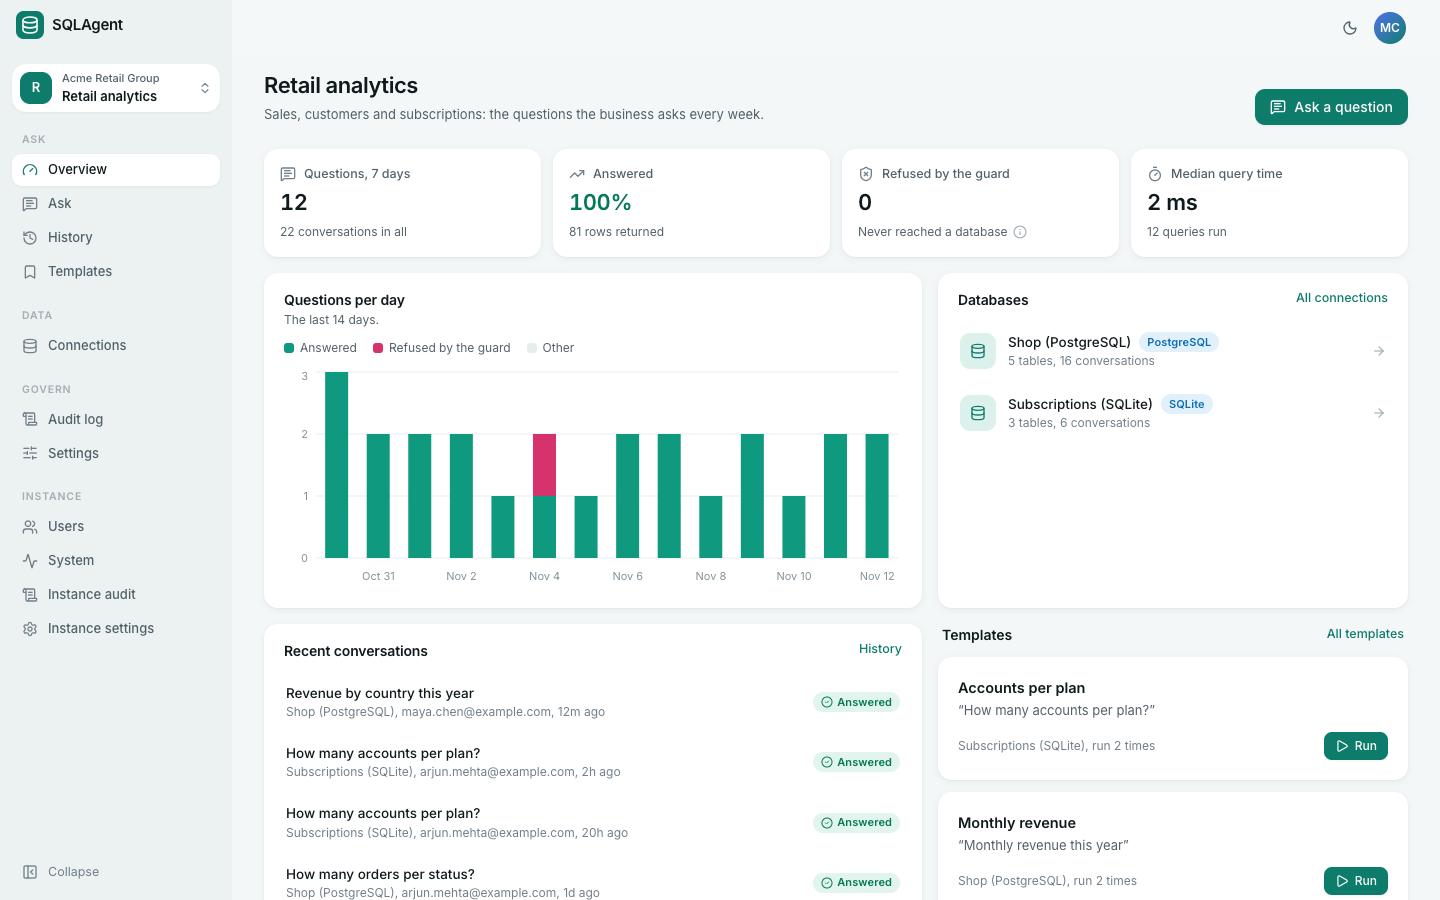 SQLAgent
MC
R
Acme Retail Group
Retail analytics
ASK
Overview
Ask
History
Templates
DATA
Connections
GOVERN
Audit log
Settings
INSTANCE
Users
System
Instance audit
Instance settings
Collapse
Retail analytics
Sales, customers and subscriptions: the questions the business asks every week.
Ask a question
Questions, 7 days
12
22 conversations in all
Answered
100%
81 rows returned
Refused by the guard
0
Never reached a database
Median query time
2 ms
12 queries run
Questions per day
The last 14 days.
Answered Refused by the guard Other
3
2
1
0
Oct 31 Nov 2 Nov 4 Nov 6 Nov 8 Nov 10 Nov 12
Databases
All connections
Shop (PostgreSQL) PostgreSQL
5 tables, 16 conversations
Subscriptions (SQLite) SQLite
3 tables, 6 conversations
Recent conversations
History
Revenue by country this year
Shop (PostgreSQL), maya.chen@example.com, 12m ago
Answered
How many accounts per plan?
Subscriptions (SQLite), arjun.mehta@example.com, 2h ago
Answered
How many accounts per plan?
Subscriptions (SQLite), arjun.mehta@example.com, 20h ago
Answered
How many orders per status?
Shop (PostgreSQL), arjun.mehta@example.com, 1d ago
Answered
Templates
All templates
Accounts per plan
“How many accounts per plan?”
Subscriptions (SQLite), run 2 times
Run
Monthly revenue
“Monthly revenue this year”
Shop (PostgreSQL), run 2 times
Run